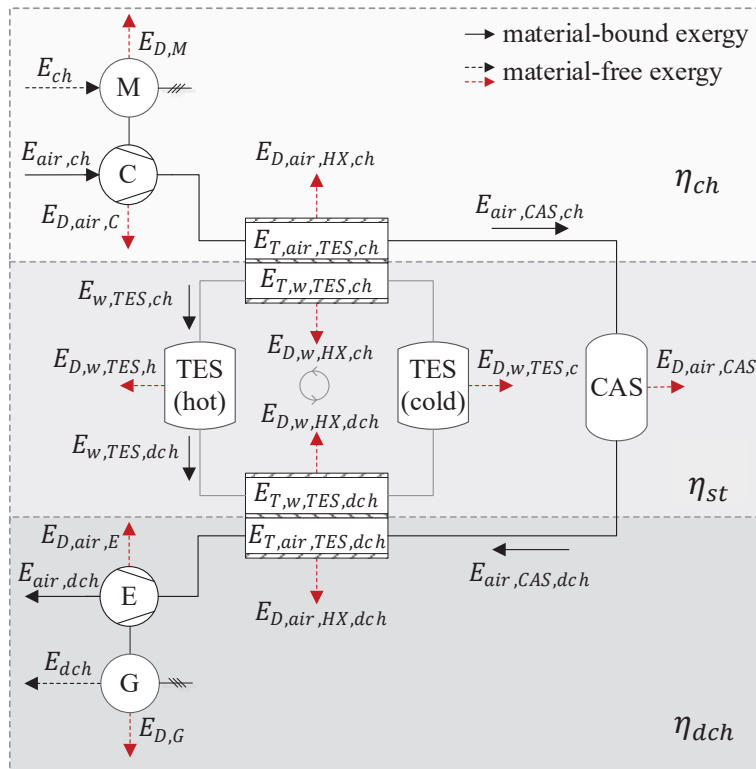 material-bound exergy
material-free exergy
E_{D,M}
E_{ch}
M
E_{air,ch}
C
E_{D,air,C}
E_{D,air,HX,ch}
η_{ch}
E_{air,CAS,ch}
E_{T,air,TES,ch}
E_{T,w,TES,ch}
E_{w,TES,ch}
E_{D,w,HX,ch}
E_{D,w,TES,h}
TES
(hot)
TES
(cold)
E_{D,w,TES,c}
CAS
E_{D,air,CAS}
E_{D,w,HX,dch}
E_{w,TES,dch}
E_{T,w,TES,dch}
η_{st}
E_{T,air,TES,dch}
E_{D,air,E}
E_{air,dch}
E
E_{air,CAS,dch}
E_{D,air,HX,dch}
E_{dch}
G
E_{D,G}
η_{dch}